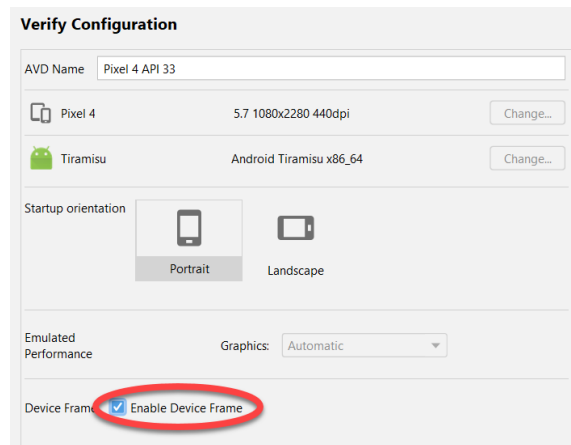 Verify Configuration
AVD Name Pixel 4 API 33
Pixel 4 5.7 1080x2280 440dpi Change...
Tiramisu Android Tiramisu x86_64 Change...
Startup orientation
Portrait Landscape
Emulated
Performance Graphics: Automatic
Device Frame Enable Device Frame